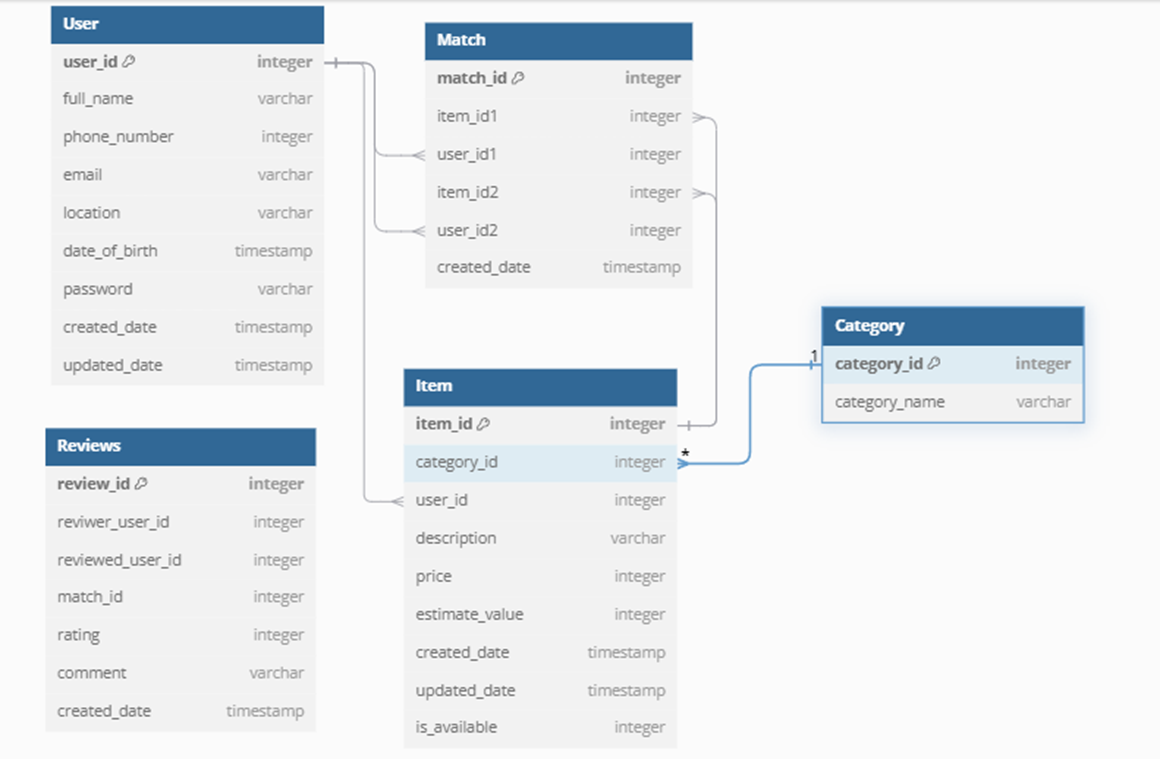 User
user_id integer
full_name varchar
phone_number integer
email varchar
location varchar
date_of_birth timestamp
password varchar
created_date timestamp
updated_date timestamp
Match
match_id integer
item_id1 integer
user_id1 integer
item_id2 integer
user_id2 integer
created_date timestamp
Category
1
category_id integer
category_name varchar
Item
item_id integer
*
category_id integer
user_id integer
description varchar
price integer
estimate_value integer
created_date timestamp
updated_date timestamp
is_available integer
Reviews
review_id integer
reviwer_user_id integer
reviewed_user_id integer
match_id integer
rating integer
comment varchar
created_date timestamp